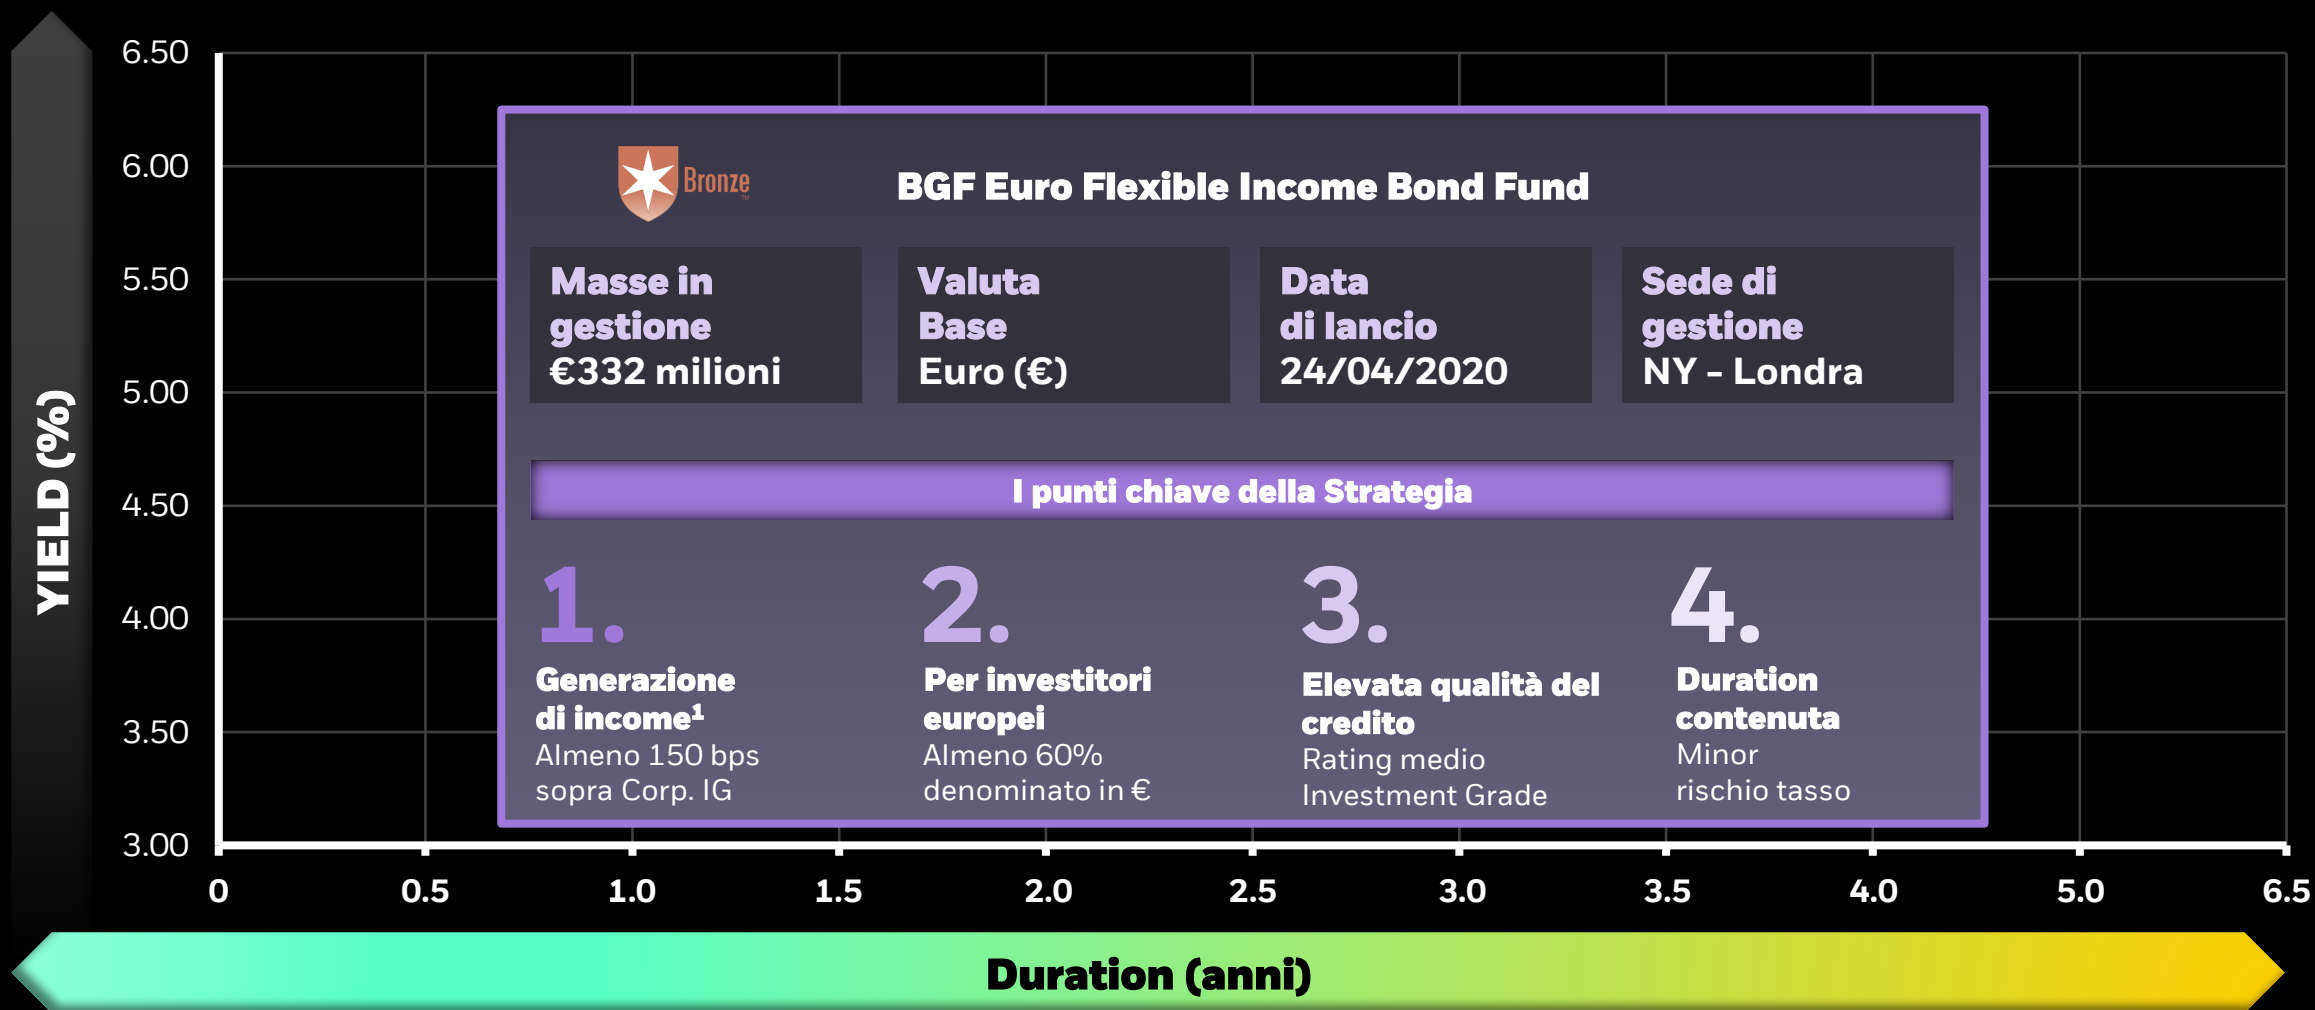 YIELD (%)
6.50
6.00
5.50
5.00
4.50
4.00
3.50
3.00
Bronze
™
BGF Euro Flexible Income Bond Fund
Masse in
gestione
€332 milioni
Valuta
Base
Euro (€)
Data
di lancio
24/04/2020
Sede di
gestione
NY - Londra
I punti chiave della Strategia
1.
Generazione
di income¹
Almeno 150 bps
sopra Corp. IG
2.
Per investitori
europei
Almeno 60%
denominato in €
3.
Elevata qualità del
credito
Rating medio
Investment Grade
4.
Duration
contenuta
Minor
rischio tasso
0 0.5 1.0 1.5 2.0 2.5 3.0 3.5 4.0 5.0 6.5
Duration (anni)